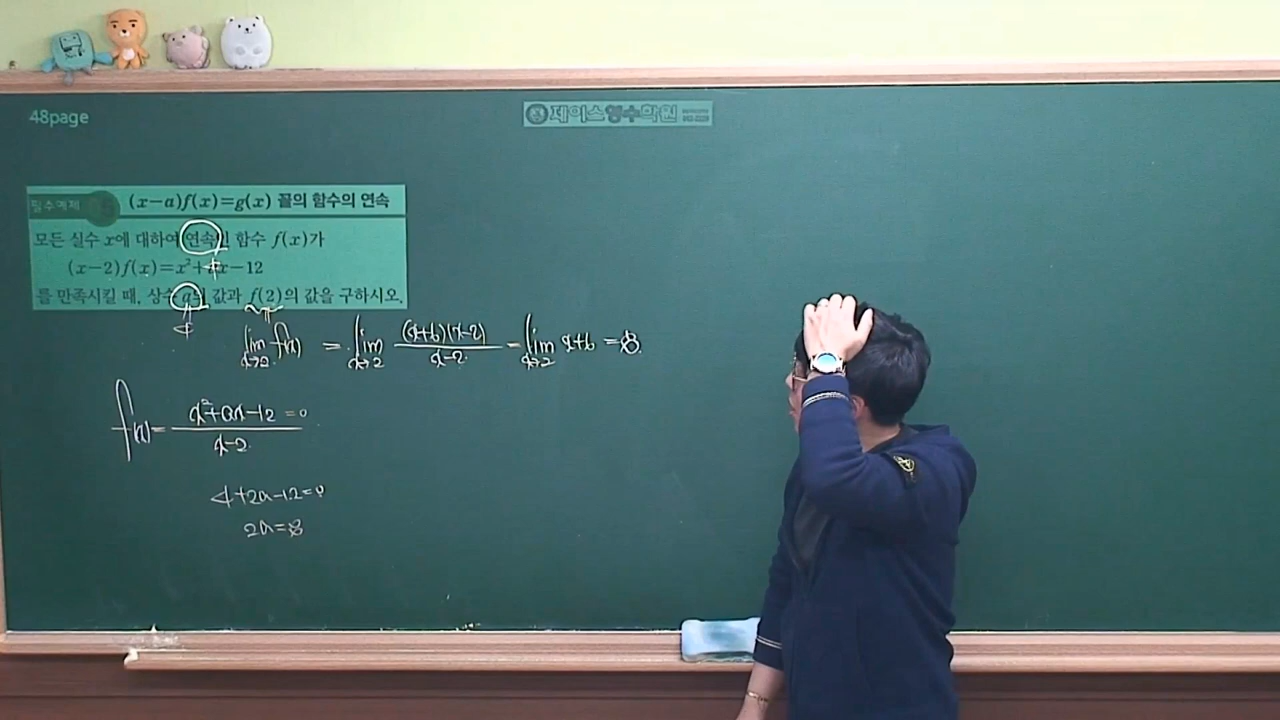 48page
제이스영수학원
필수예제 (x-a)f(x)=g(x) 꼴의 함수의 연속
모든 실수 x에 대하여 연속인 함수 f(x)가
(x-2)f(x)=x²+ax-12
를 만족시킬 때, 상수 a의 값과 f(2)의 값을 구하시오.
4
lim x→2 f(x) = lim x→2 (x+6)(x-2)/x-2 = lim x→2 x+6 = 8
f(x) = x²+ax-12 = 0 / x-2
4+2a-12=0
2a=8